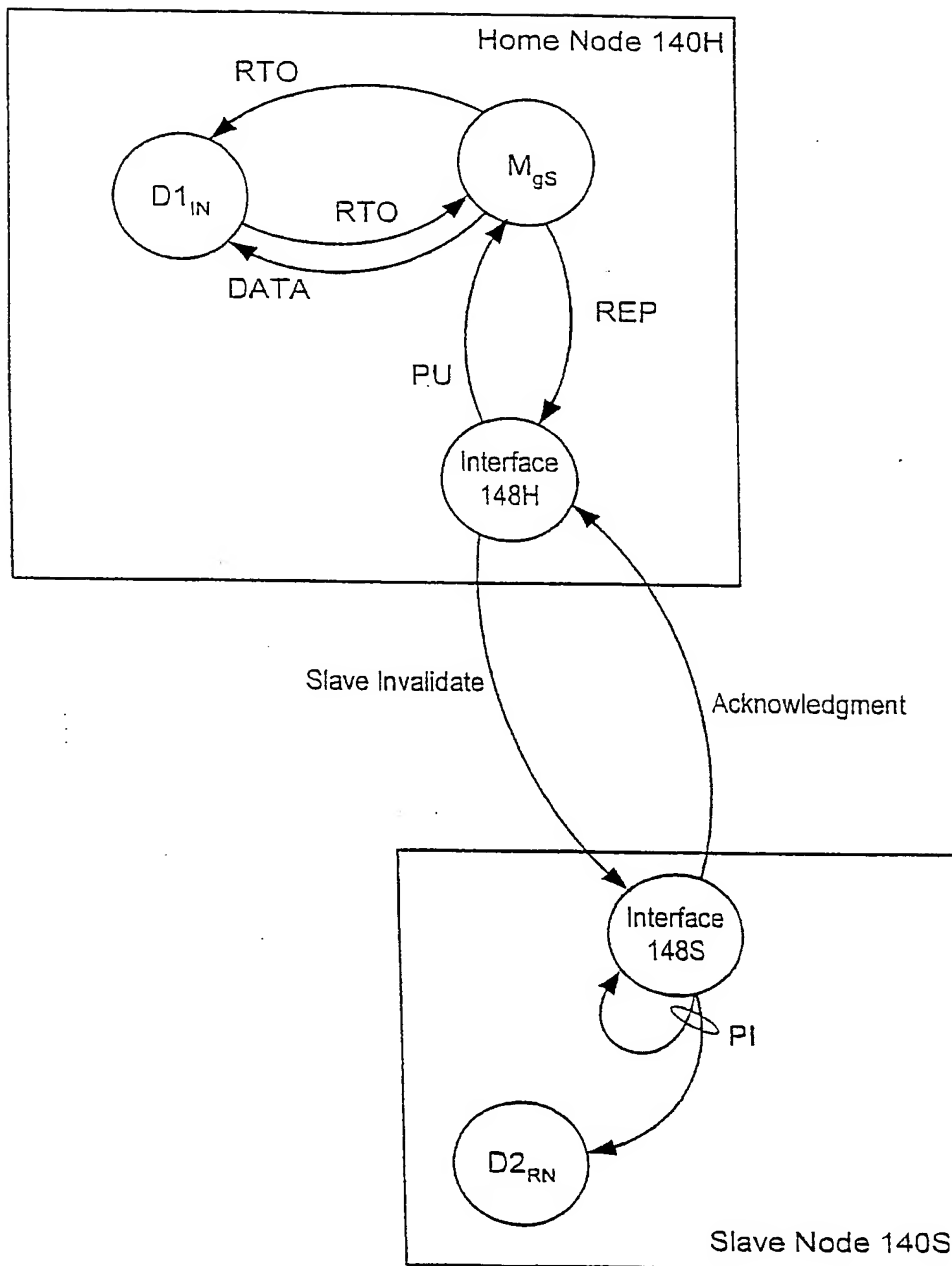 Home Node 140H
RTO
D1IN
MgS
RTO
DATA
REP
PU
Interface
148H
Slave Invalidate
Acknowledgment
Interface
148S
PI
D2RN
Slave Node 140S